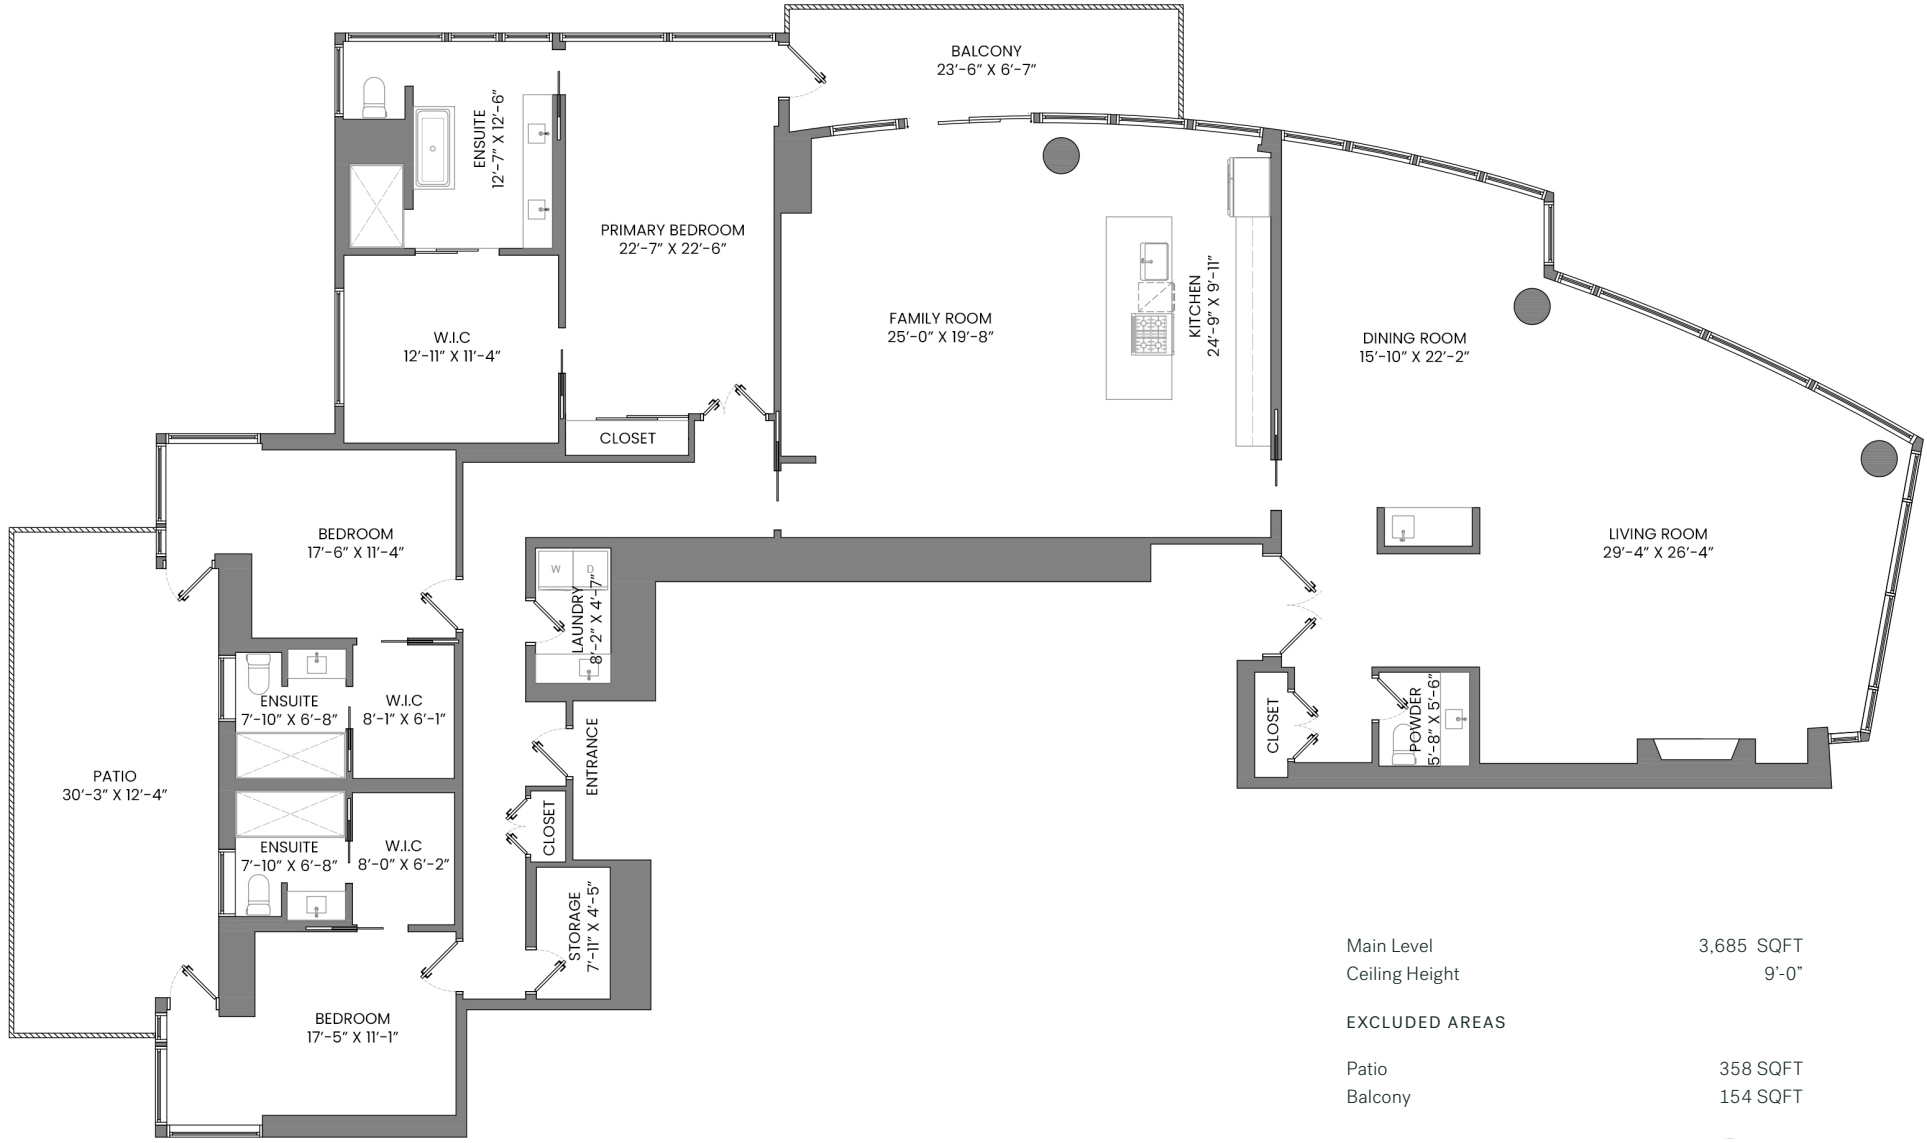 BALCONY
23'-6" X 6'-7"
ENSUITE
12'-7" X 12'-6"
PRIMARY BEDROOM
22'-7" X 22'-6"
W.I.C
12'-11" X 11'-4"
CLOSET
FAMILY ROOM
25'-0" X 19'-8"
KITCHEN
24'-9" X 9'-11"
DINING ROOM
15'-10" X 22'-2"
LIVING ROOM
29'-4" X 26'-4"
BEDROOM
17'-6" X 11'-4"
W
D
LAUNDRY
8'-2" X 4'-7"
ENSUITE
7'-10" X 6'-8"
W.I.C
8'-1" X 6'-1"
ENTRANCE
CLOSET
POWDER
5'-8" X 5'-6"
PATIO
30'-3" X 12'-4"
ENSUITE
7'-10" X 6'-8"
W.I.C
8'-0" X 6'-2"
CLOSET
STORAGE
7'-11" X 4'-5"
BEDROOM
17'-5" X 11'-1"
Main Level 3,685 SQFT
Ceiling Height 9'-0"
EXCLUDED AREAS
Patio 358 SQFT
Balcony 154 SQFT